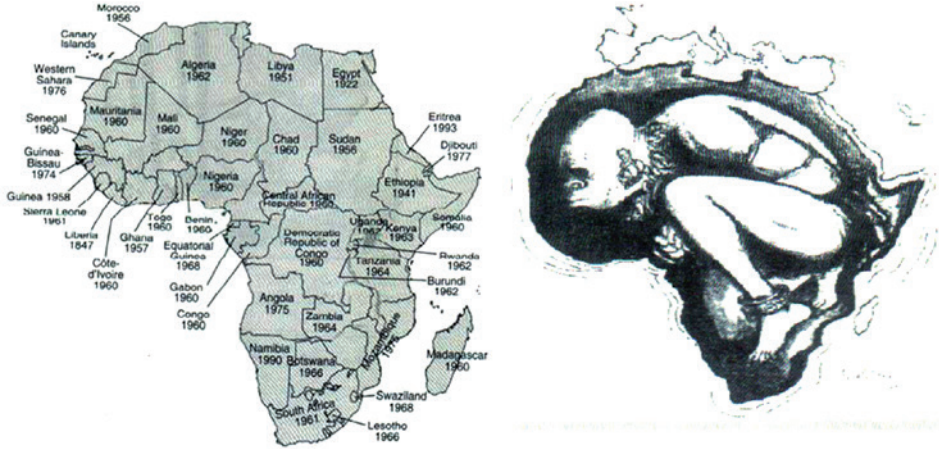 Morocco
1956
Canary
Islands
Algeria
1962
Libya
1951
Egypt
1922
Western
Sahara
1976
Mauritania
1960
Mali
1960
Niger
1960
Chad
1960
Sudan
1956
Eritrea
1993
Djibouti
1977
Senegal
1960
Guinea-
Bissau
1974
Guinea 1958
Sierra Leone
1961
Liberia
1847
Côte-
d'Ivoire
1960
Ghana
1957
Togo
1960
Benin
1960
Nigeria
1960
Central African
Republic 1960
Ethiopia
1941
Somalia
1960
Uganda
1962
Kenya
1963
Equatorial
Guinea
1968
Gabon
1960
Congo
1960
Democratic
Republic of
Congo
1960
Rwanda
1962
Burundi
1962
Tanzania
1964
Angola
1975
Zambia
1964
Mozambique
1975
Madagascar
1960
Namibia
1990
Botswana
1966
Swaziland
1968
South Africa
1961
Lesotho
1966